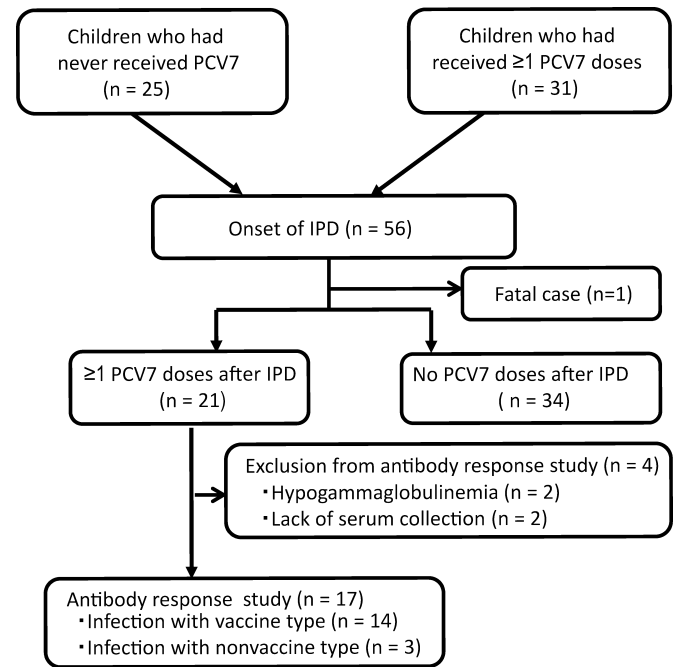 Children who had
never received PCV7
(n = 25)
Children who had
received ≥1 PCV7 doses
(n = 31)
Onset of IPD (n = 56)
Fatal case (n=1)
≥1 PCV7 doses after IPD
(n = 21)
No PCV7 doses after IPD
( n = 34)
Exclusion from antibody response study (n = 4)
・Hypogammaglobulinemia (n = 2)
・Lack of serum collection (n = 2)
Antibody response study (n = 17)
・Infection with vaccine type (n = 14)
・Infection with nonvaccine type (n = 3)